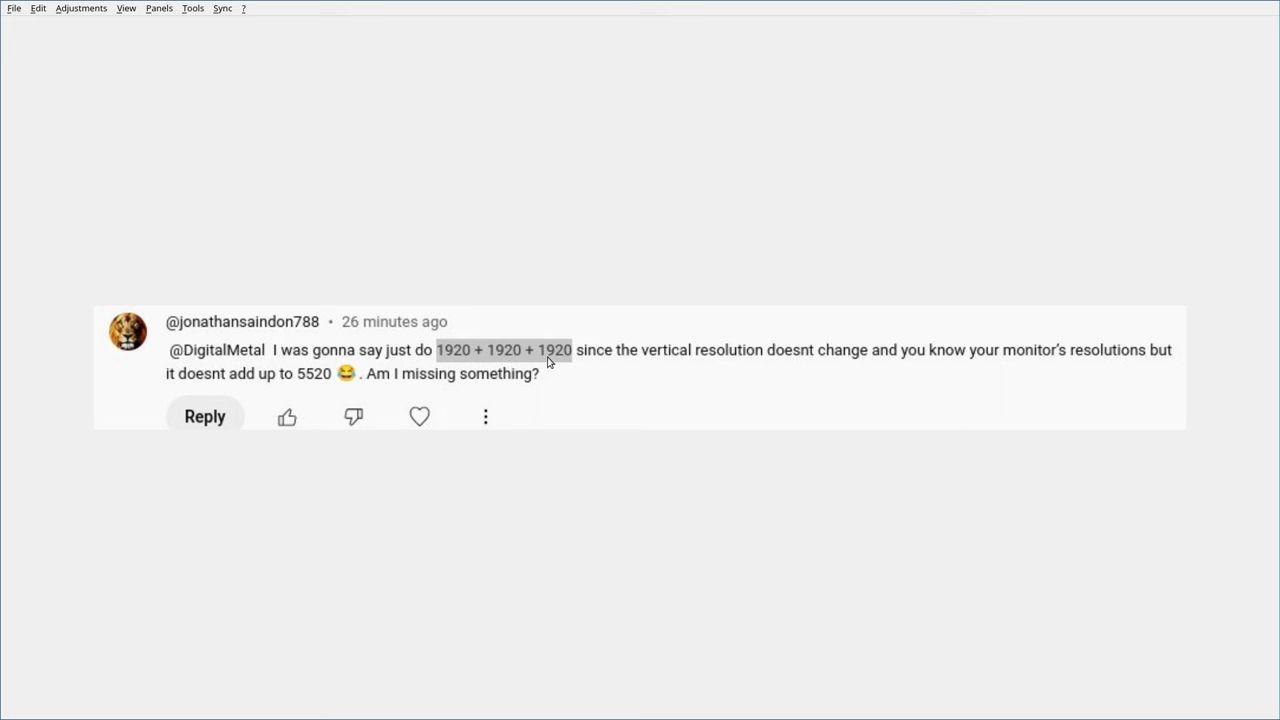 File Edit Adjustments View Panels Tools Sync ?
@jonathansaindon788 • 26 minutes ago
@DigitalMetal I was gonna say just do 1920 + 1920 + 1920 since the vertical resolution doesnt change and you know your monitor's resolutions but
it doesnt add up to 5520 😂 . Am I missing something?
Reply